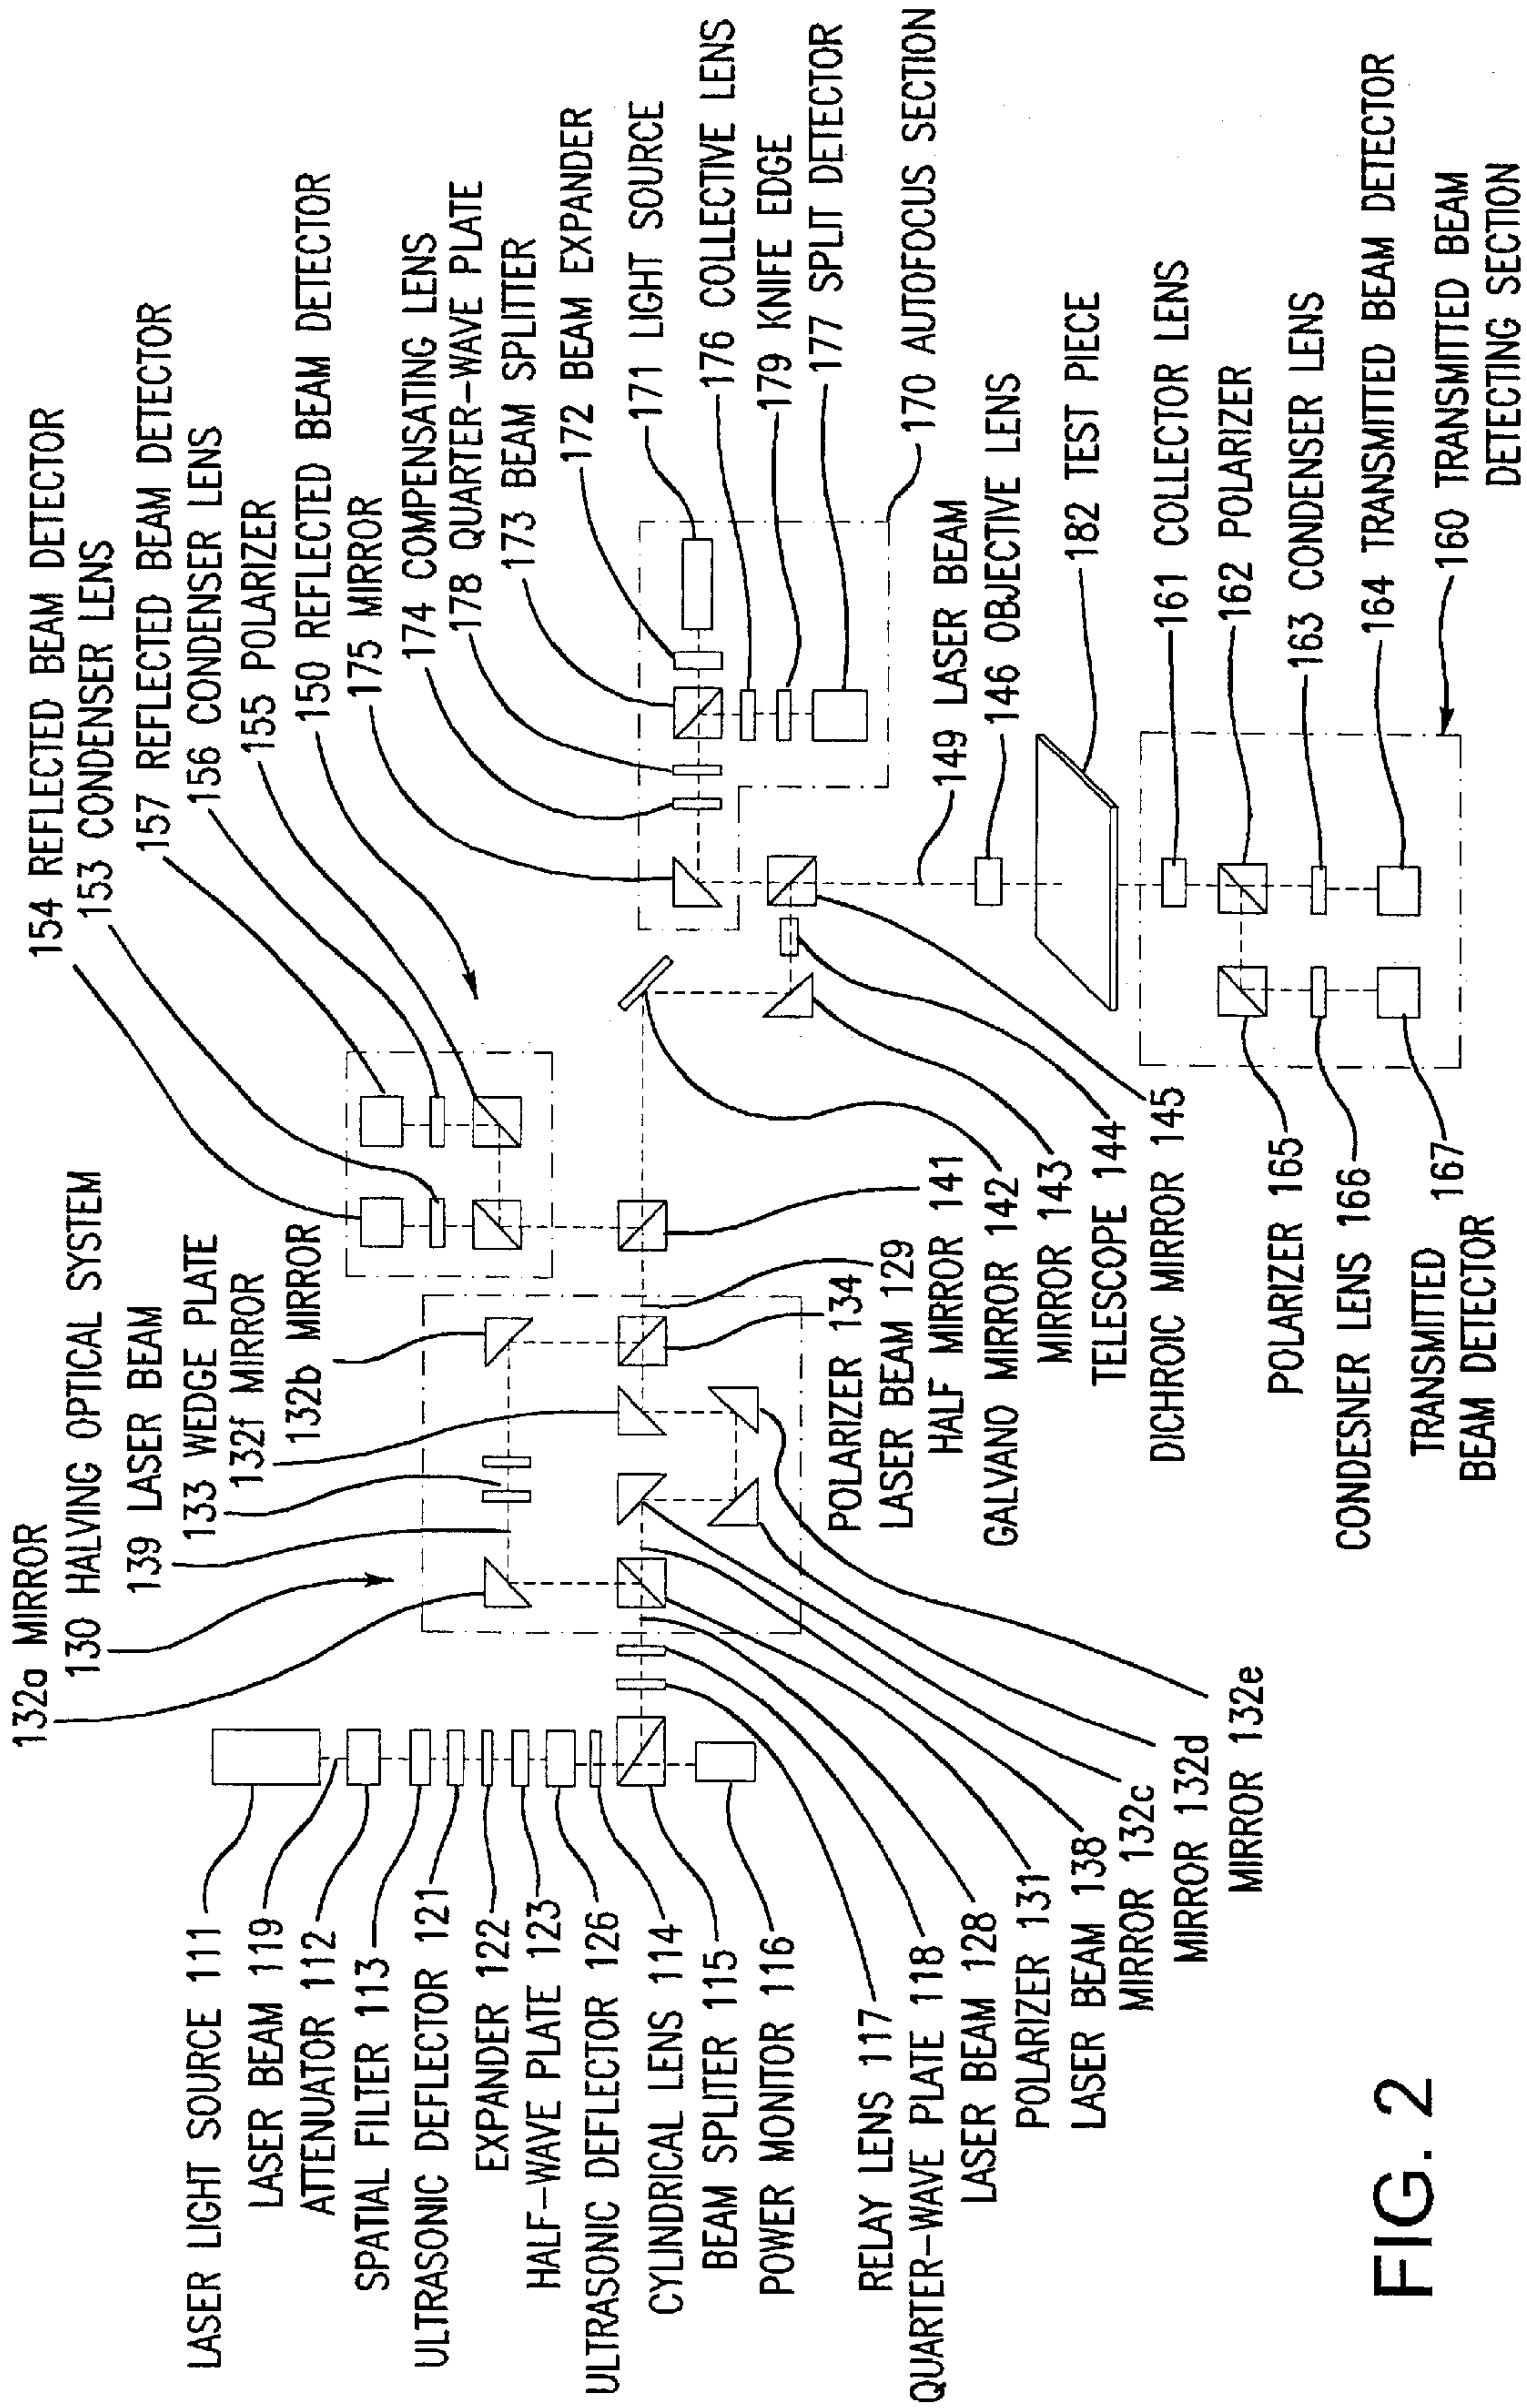 132a MIRROR
130 HALVING OPTICAL SYSTEM
139 LASER BEAM
133 WEDGE PLATE
132f MIRROR
132b MIRROR
154 REFLECTED BEAM DETECTOR
153 CONDENSER LENS
157 REFLECTED BEAM DETECTOR
156 CONDENSER LENS
155 POLARIZER
150 REFLECTED BEAM DETECTOR
175 MIRROR
174 COMPENSATING LENS
178 QUARTER-WAVE PLATE
173 BEAM SPLITTER
172 BEAM EXPANDER
171 LIGHT SOURCE
176 COLLECTIVE LENS
179 KNIFE EDGE
177 SPLIT DETECTOR
170 AUTOFOCUS SECTION
149 LASER BEAM
146 OBJECTIVE LENS
182 TEST PIECE
161 COLLECTOR LENS
162 POLARIZER
163 CONDENSER LENS
164 TRANSMITTED BEAM DETECTOR
160 TRANSMITTED BEAM
DETECTING SECTION
LASER LIGHT SOURCE 111
LASER BEAM 119
ATTENUATOR 112
SPATIAL FILTER 113
ULTRASONIC DEFLECTOR 121
EXPANDER 122
HALF-WAVE PLATE 123
ULTRASONIC DEFLECTOR 126
CYLINDRICAL LENS 114
BEAM SPLITER 115
POWER MONITOR 116
RELAY LENS 117
QUARTER-WAVE PLATE 118
LASER BEAM 128
POLARIZER 131
LASER BEAM 138
MIRROR 132c
MIRROR 132d
MIRROR 132e
POLARIZER 134
LASER BEAM 129
HALF MIRROR 141
GALVANO MIRROR 142
MIRROR 143
TELESCOPE 144
DICHROIC MIRROR 145
POLARIZER 165
CONDESNER LENS 166
TRANSMITTED
BEAM DETECTOR
167
FIG. 2